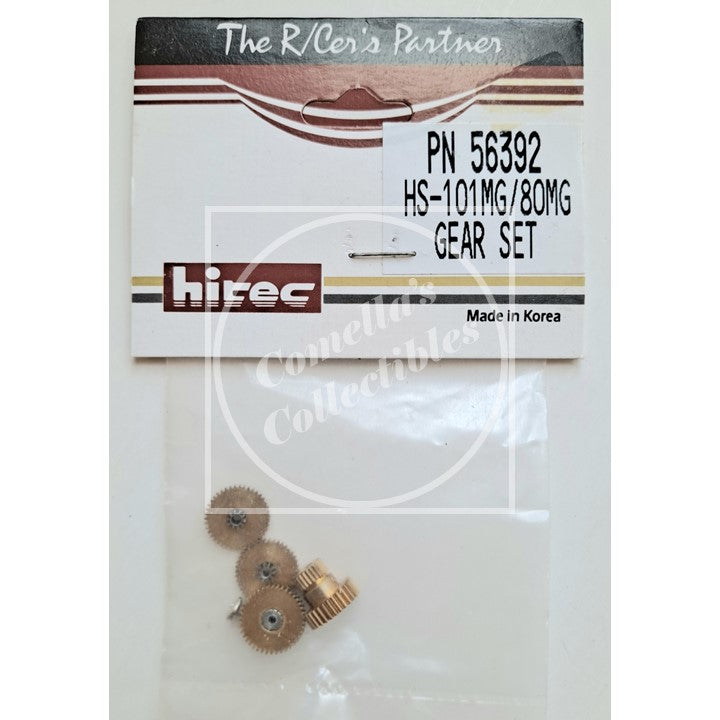 The R/Cer's Partner
PN 56392
HS-101MG/80MG
GEAR SET
hitec
Made in Korea
Comella's
Collectibles